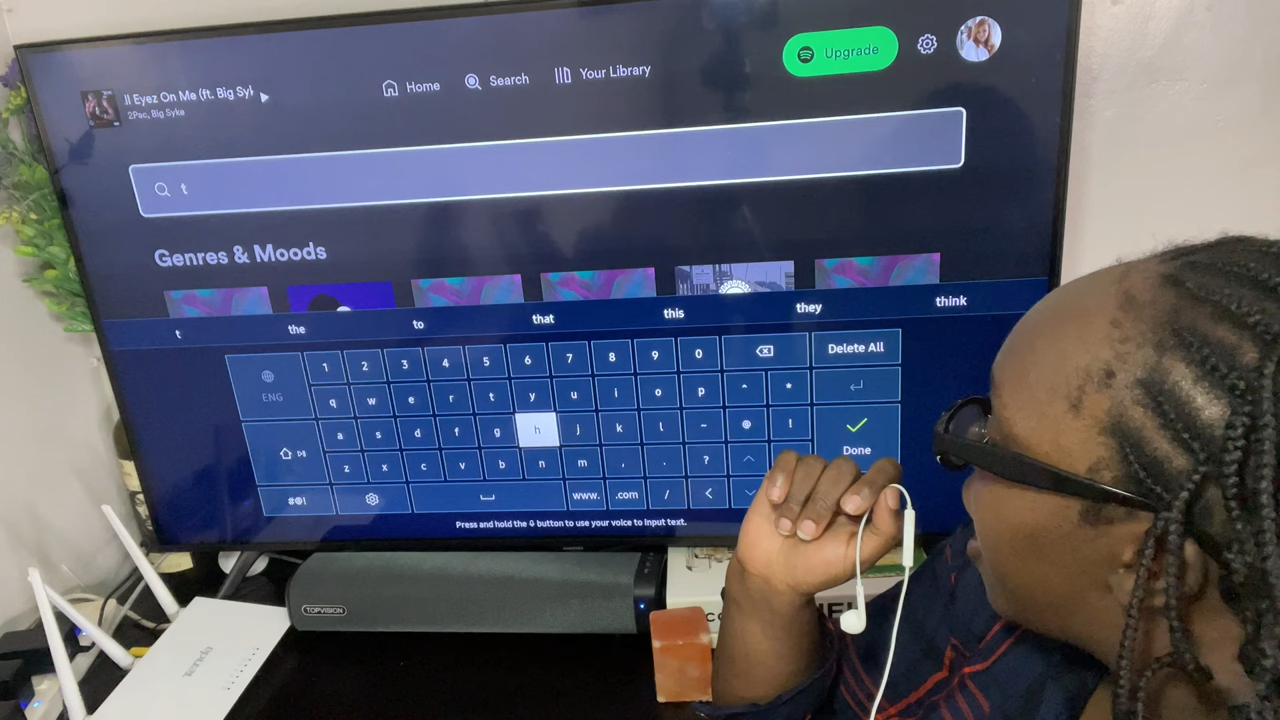 ll Eyez On Me (ft. Big Syk
2Pac, Big Syke
Home Search Your Library
Upgrade
t
Genres & Moods
t the to that this they think
ENG 1 2 3 4 5 6 7 8 9 0 Delete All
q w e r t y u i o p ^ *
a s d f g h j k l ~ @ !
z x c v b n m , . ? Done
#@! www. .com / <
Press and hold the button to use your voice to input text.
TOPVISION
Tenda